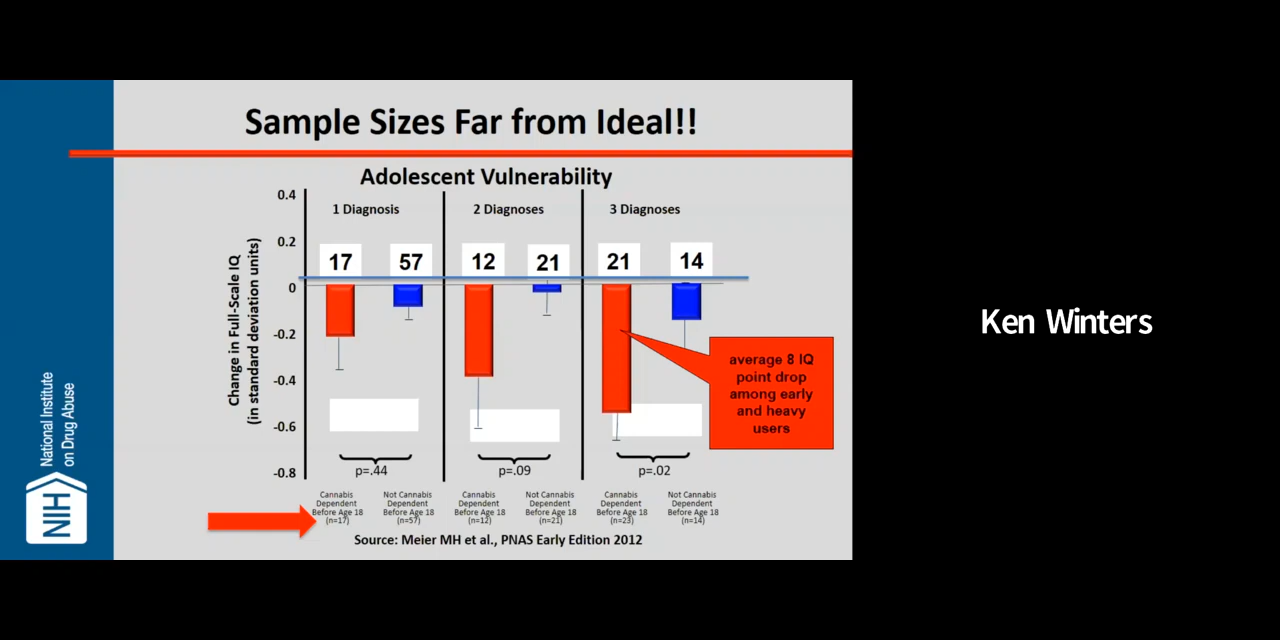 Sample Sizes Far from Ideal!!
Adolescent Vulnerability
1 Diagnosis
2 Diagnoses
3 Diagnoses
0.4
0.2
0
-0.2
-0.4
-0.6
-0.8
Change in Full-Scale IQ
(in standard deviation units)
17
57
12
21
21
14
average 8 IQ
point drop
among early
and heavy
users
p=.44
p=.09
p=.02
Cannabis
Dependent
Before Age 18
(n=17)
Not Cannabis
Dependent
Before Age 18
(n=57)
Cannabis
Dependent
Before Age 18
(n=12)
Not Cannabis
Dependent
Before Age 18
(n=21)
Cannabis
Dependent
Before Age 18
(n=23)
Not Cannabis
Dependent
Before Age 18
(n=14)
Source: Meier MH et al., PNAS Early Edition 2012
NIH
National Institute
on Drug Abuse
Ken Winters